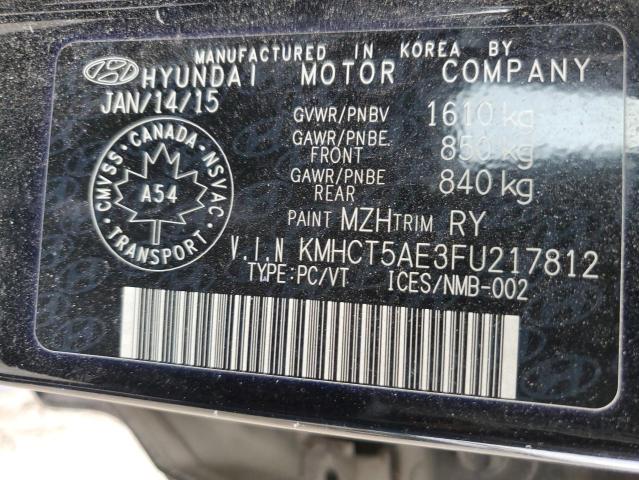 MANUFACTURED IN KOREA BY
HYUNDAI MOTOR COMPANY
JAN/14/15
GVWR/PNBV 1610 kg
GAWR/PNBE FRONT 850 kg
GAWR/PNBE REAR 840 kg
CANADA
CMVSS NSVAC
A54
TRANSPORT
PAINT MZH TRIM RY
V.I.N KMHCT5AE3FU217812
TYPE:PC/VT ICES/NMB-002